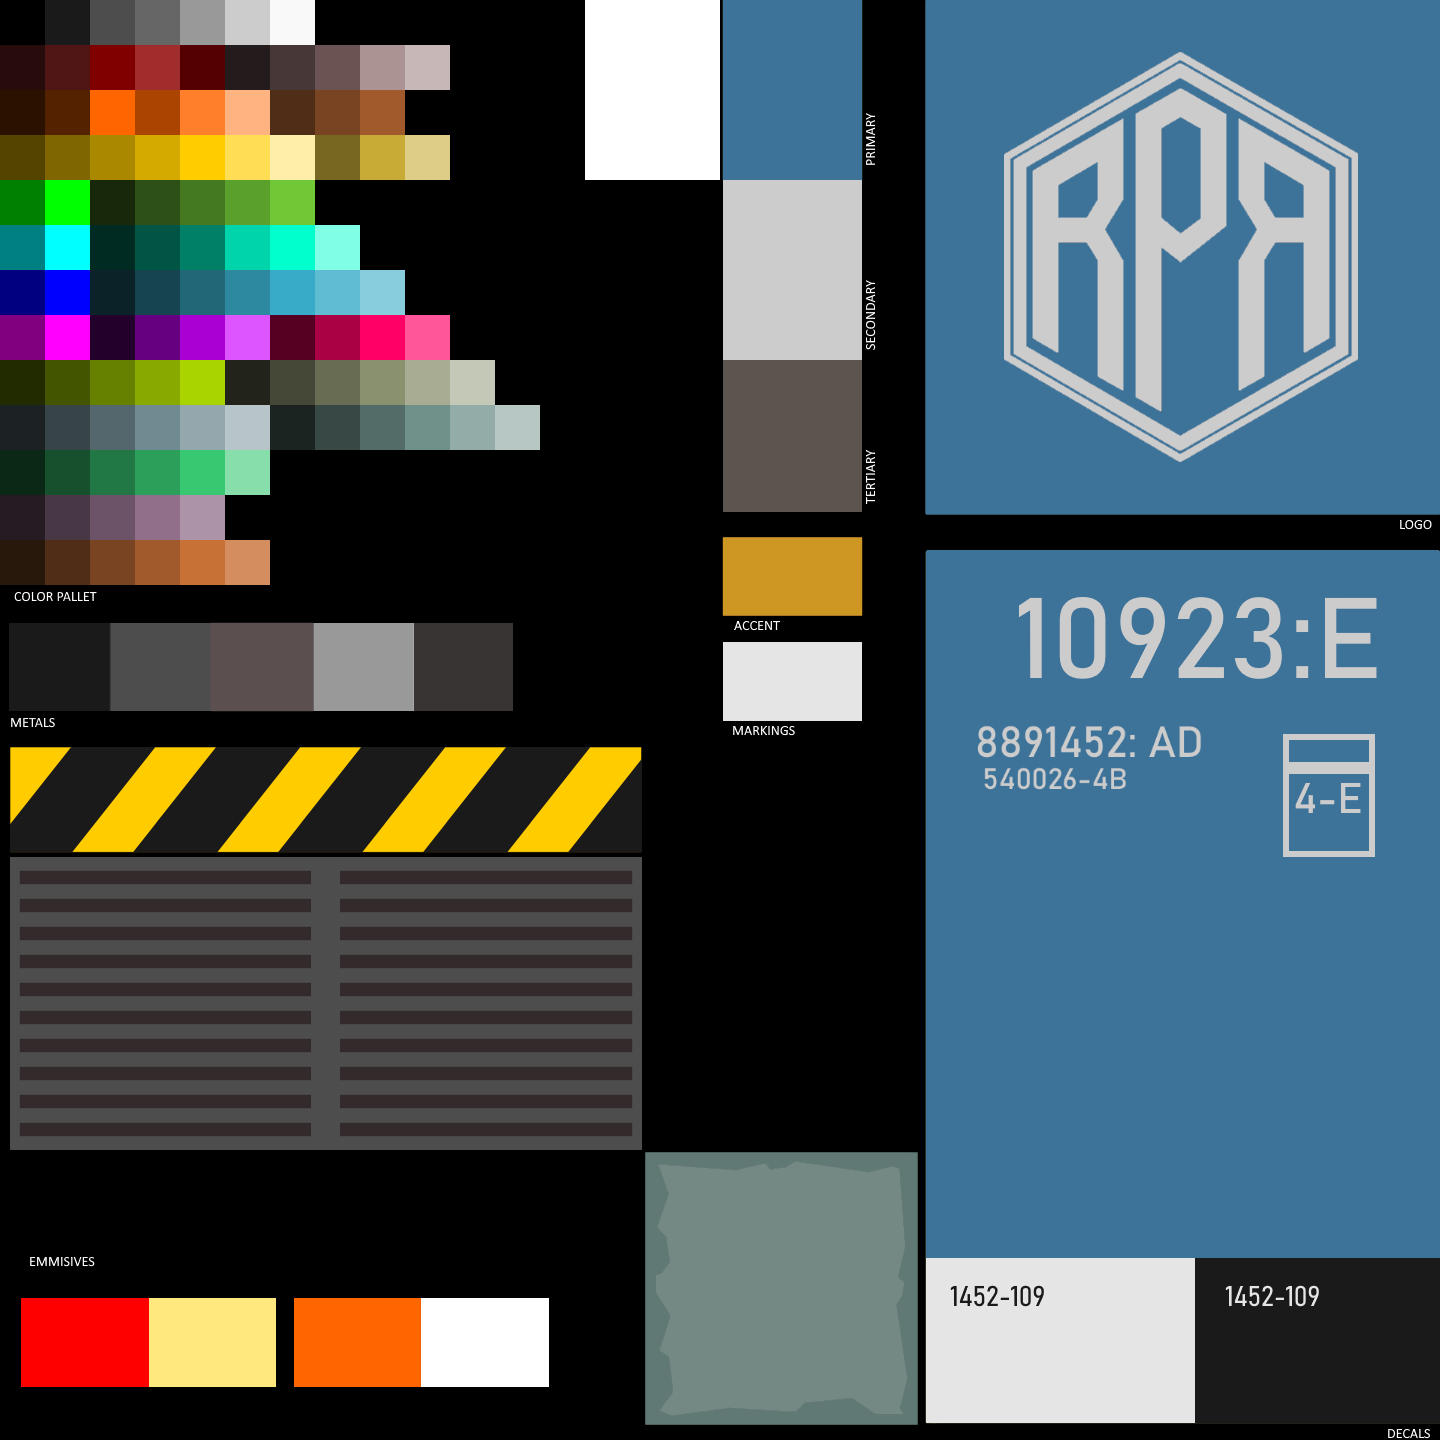 PRIMARY
SECONDARY
TERTIARY
RPR
LOGO
COLOR PALLET
ACCENT
METALS
MARKINGS
10923:E
8891452: AD
540026-4B
4-E
EMMISIVES
1452-109
1452-109
DECALS